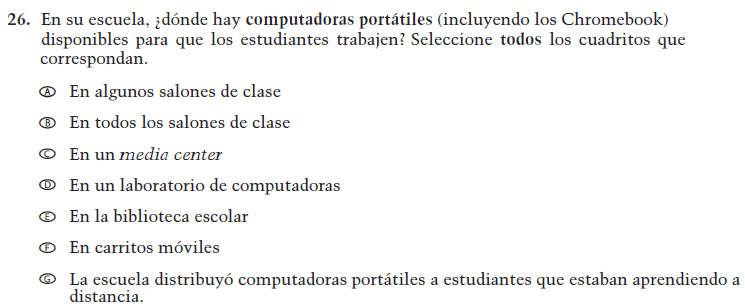 26. En su escuela, ¿dónde hay computadoras portátiles (incluyendo los Chromebook)
disponibles para que los estudiantes trabajen? Seleccione todos los cuadritos que
correspondan.
Ⓐ En algunos salones de clase
Ⓑ En todos los salones de clase
Ⓒ En un media center
Ⓓ En un laboratorio de computadoras
Ⓔ En la biblioteca escolar
Ⓕ En carritos móviles
Ⓖ La escuela distribuyó computadoras portátiles a estudiantes que estaban aprendiendo a
distancia.